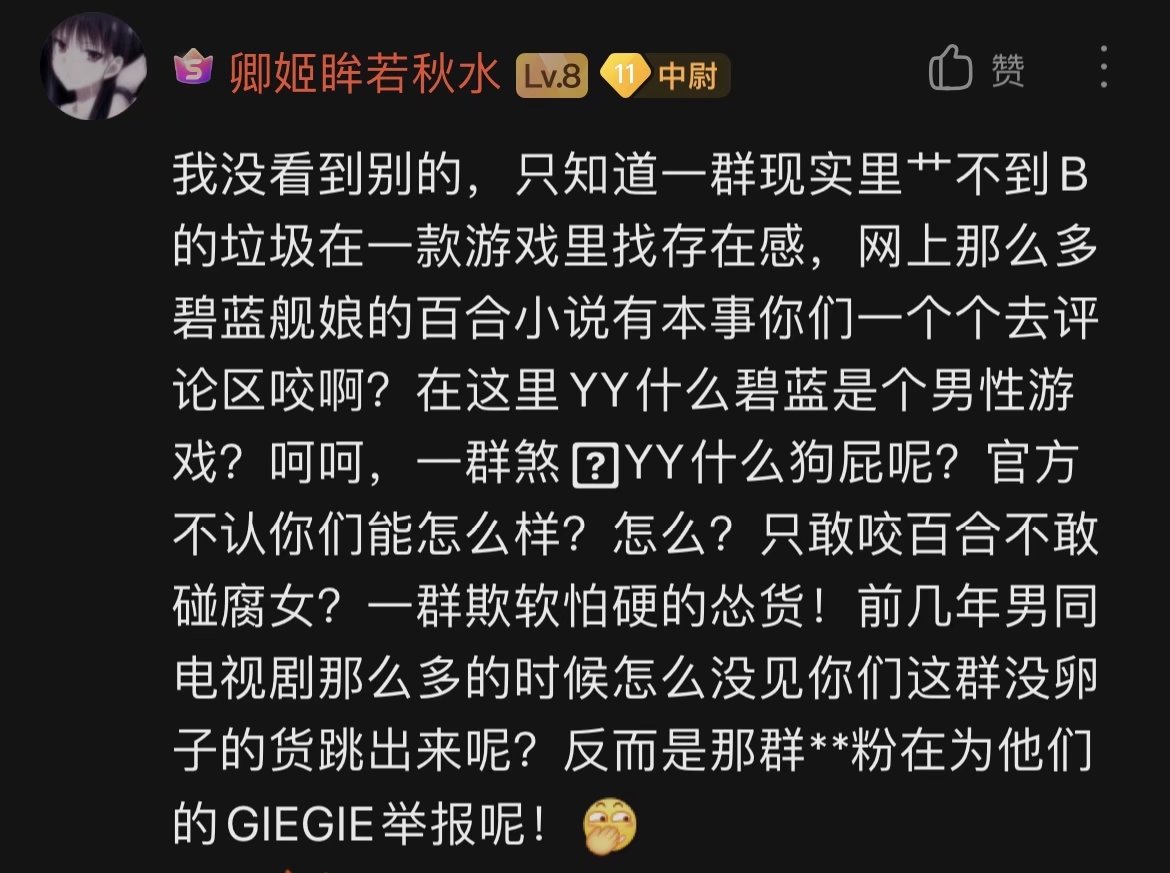 S 卿姬眸若秋水 Lv.8 11 中尉 赞
我没看到别的，只知道一群现实里艹不到B
的垃圾在一款游戏里找存在感，网上那么多
碧蓝舰娘的百合小说有本事你们一个个去评
论区咬啊？在这里YY什么碧蓝是个男性游
戏？呵呵，一群煞⍰YY什么狗屁呢？官方
不认你们能怎么样？怎么？只敢咬百合不敢
碰腐女？一群欺软怕硬的怂货！前几年男同
电视剧那么多的时候怎么没见你们这群没卵
子的货跳出来呢？反而是那群**粉在为他们
的GIEGIE举报呢！